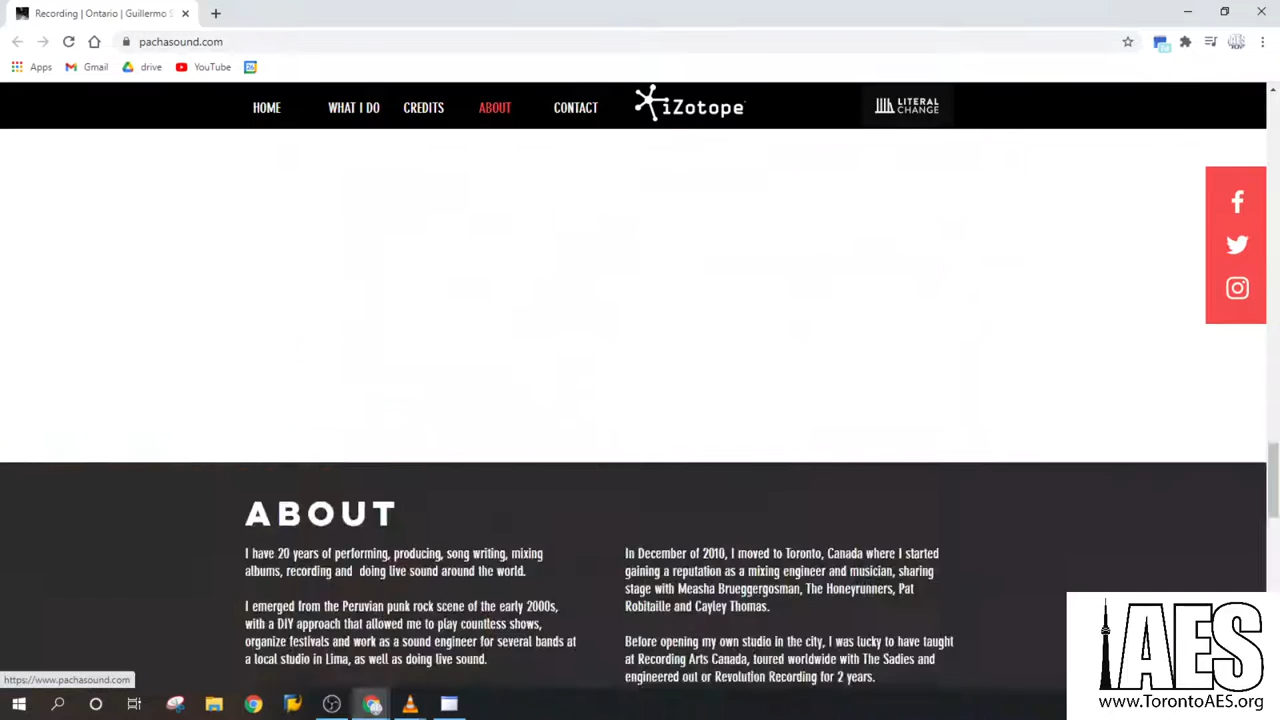 Recording | Ontario | Guillermo S
pachasound.com
Apps
Gmail
drive
YouTube
HOME
WHAT I DO
CREDITS
ABOUT
CONTACT
iZotope
LITERAL
CHANGE
ABOUT
I have 20 years of performing, producing, song writing, mixing
albums, recording and doing live sound around the world.
I emerged from the Peruvian punk rock scene of the early 2000s,
with a DIY approach that allowed me to play countless shows,
organize festivals and work as a sound engineer for several bands at
a local studio in Lima, as well as doing live sound.
In December of 2010, I moved to Toronto, Canada where I started
gaining a reputation as a mixing engineer and musician, sharing
stage with Measha Brueggergosman, The Honeyrunners, Pat
Robitaille and Cayley Thomas.
Before opening my own studio in the city, I was lucky to have taught
at Recording Arts Canada, toured worldwide with The Sadies and
engineered out or Revolution Recording for 2 years.
https://www.pachasound.com
AES
www.TorontoAES.org